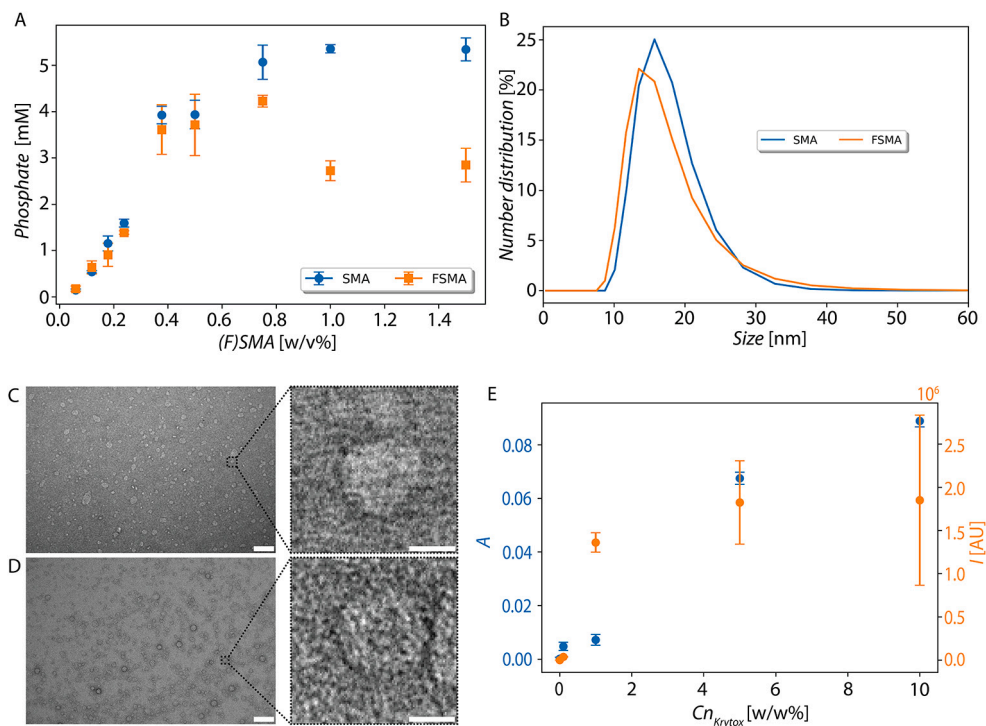 A
Phosphate [mM]
5
4
3
2
1
0
0.0 0.2 0.4 0.6 0.8 1.0 1.2 1.4
(F)SMA [w/v%]
SMA FSMA
B
Number distribution [%]
25
20
15
10
5
0
0 10 20 30 40 50 60
Size [nm]
SMA FSMA
C
D
E
10⁶
A
0.08
0.06
0.04
0.02
0.00
2.5
2.0
1.5
1.0
0.5
0.0
I [AU]
0 2 4 6 8 10
Cn_Krytox [w/w%]